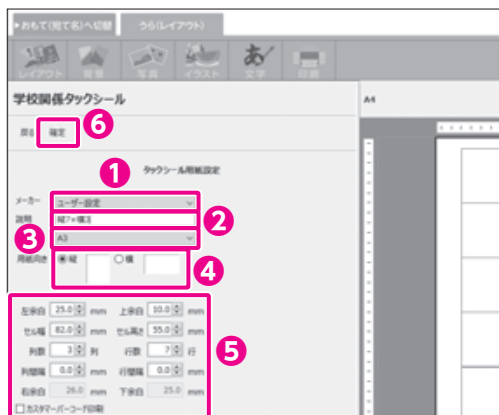 ▸おもて(宛て名)へ切替 うら(レイアウト)
レイアウト 背景 写真 イラスト 文字 印刷
学校関係タックシール A4
戻る 確定 6
1 タックシール用紙設定
メーカー ユーザー設定
説明 縦7×横3 2
3 A3
用紙向き 縦 横 4
左余白 25.0 mm 上余白 10.0 mm
セル幅 82.0 mm セル高さ 55.0 mm
列数 3 列 行数 7 行 5
列間隔 0.0 mm 行間隔 0.0 mm
右余白 26.0 mm 下余白 25.0 mm
カスタマーバーコード印刷